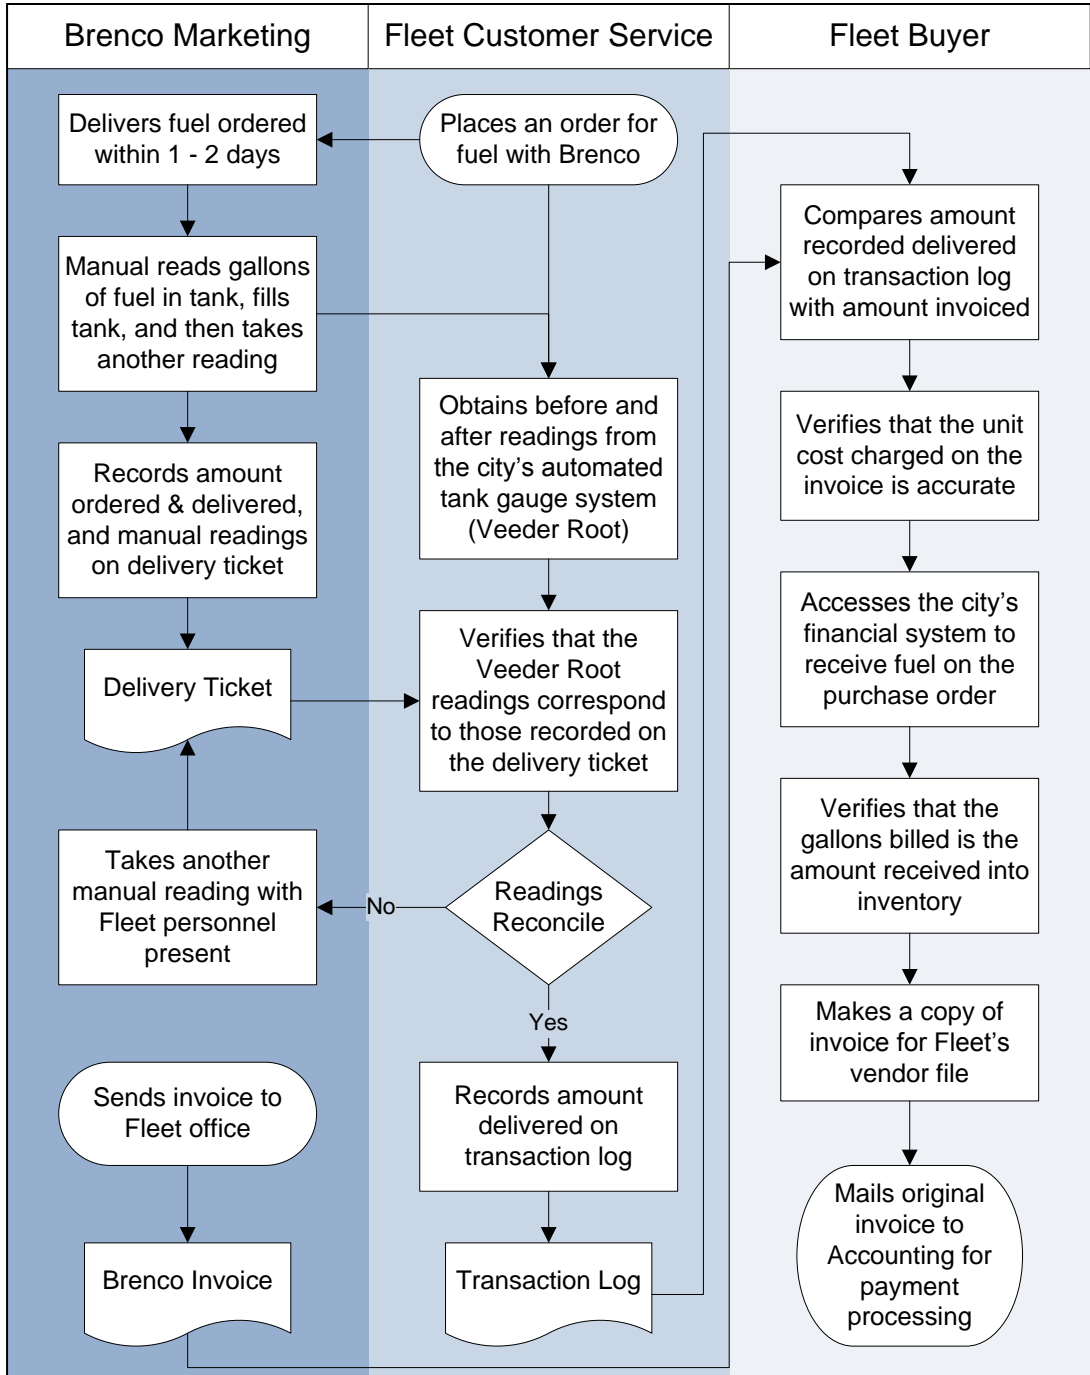 Brenco Marketing
Fleet Customer Service
Fleet Buyer
Delivers fuel ordered
within 1 - 2 days
Manual reads gallons
of fuel in tank, fills
tank, and then takes
another reading
Records amount
ordered & delivered,
and manual readings
on delivery ticket
Delivery Ticket
Takes another
manual reading with
Fleet personnel
present
Sends invoice to
Fleet office
Brenco Invoice
Places an order for
fuel with Brenco
Obtains before and
after readings from
the city's automated
tank gauge system
(Veeder Root)
Verifies that the
Veeder Root
readings correspond
to those recorded on
the delivery ticket
Readings
Reconcile
No
Yes
Records amount
delivered on
transaction log
Transaction Log
Compares amount
recorded delivered
on transaction log
with amount invoiced
Verifies that the unit
cost charged on the
invoice is accurate
Accesses the city's
financial system to
receive fuel on the
purchase order
Verifies that the
gallons billed is the
amount received into
inventory
Makes a copy of
invoice for Fleet's
vendor file
Mails original
invoice to
Accounting for
payment
processing